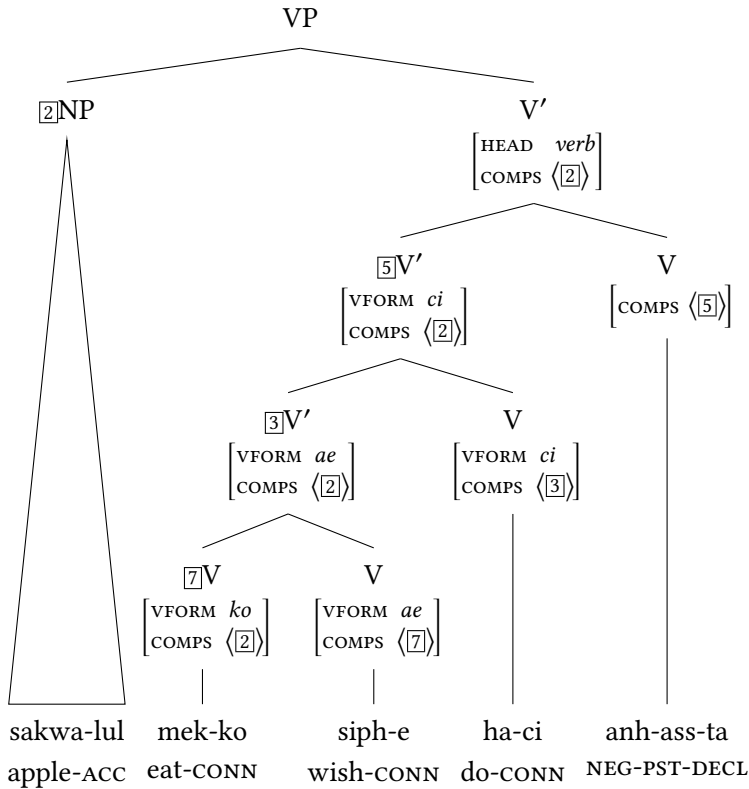 VP
2NP V′
[HEAD verb
COMPS ⟨2⟩]
5V′ V
[VFORM ci
COMPS ⟨2⟩] [COMPS ⟨5⟩]
3V′ V
[VFORM ae
COMPS ⟨2⟩] [VFORM ci
COMPS ⟨3⟩]
7V V
[VFORM ko
COMPS ⟨2⟩] [VFORM ae
COMPS ⟨7⟩]
sakwa-lul mek-ko siph-e ha-ci anh-ass-ta
apple-ACC eat-CONN wish-CONN do-CONN NEG-PST-DECL